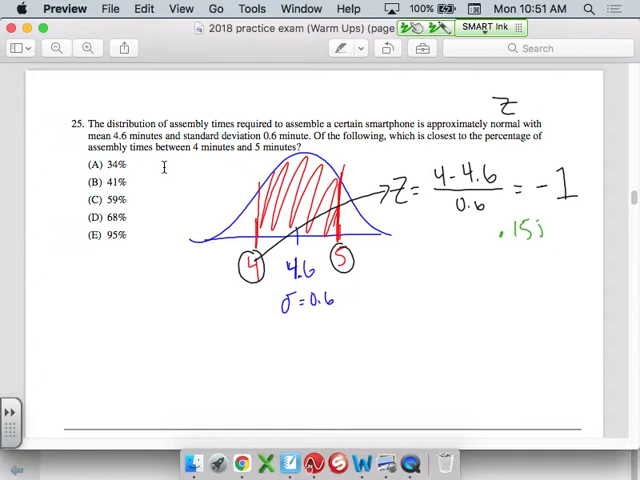 Preview File Edit View Go Tools Window Help 100% Sun 10:51 AM
2018 practice exam (Warm Ups) (page
SMART Ink
Search
z
25. The distribution of assembly times required to assemble a certain smartphone is approximately normal with
mean 4.6 minutes and standard deviation 0.6 minute. Of the following, which is closest to the percentage of
assembly times between 4 minutes and 5 minutes?
(A) 34%
(B) 41%
(C) 59%
(D) 68%
(E) 95%
z = 4 - 4.6 / 0.6 = -1
.15
4 4.6 5
σ = 0.6